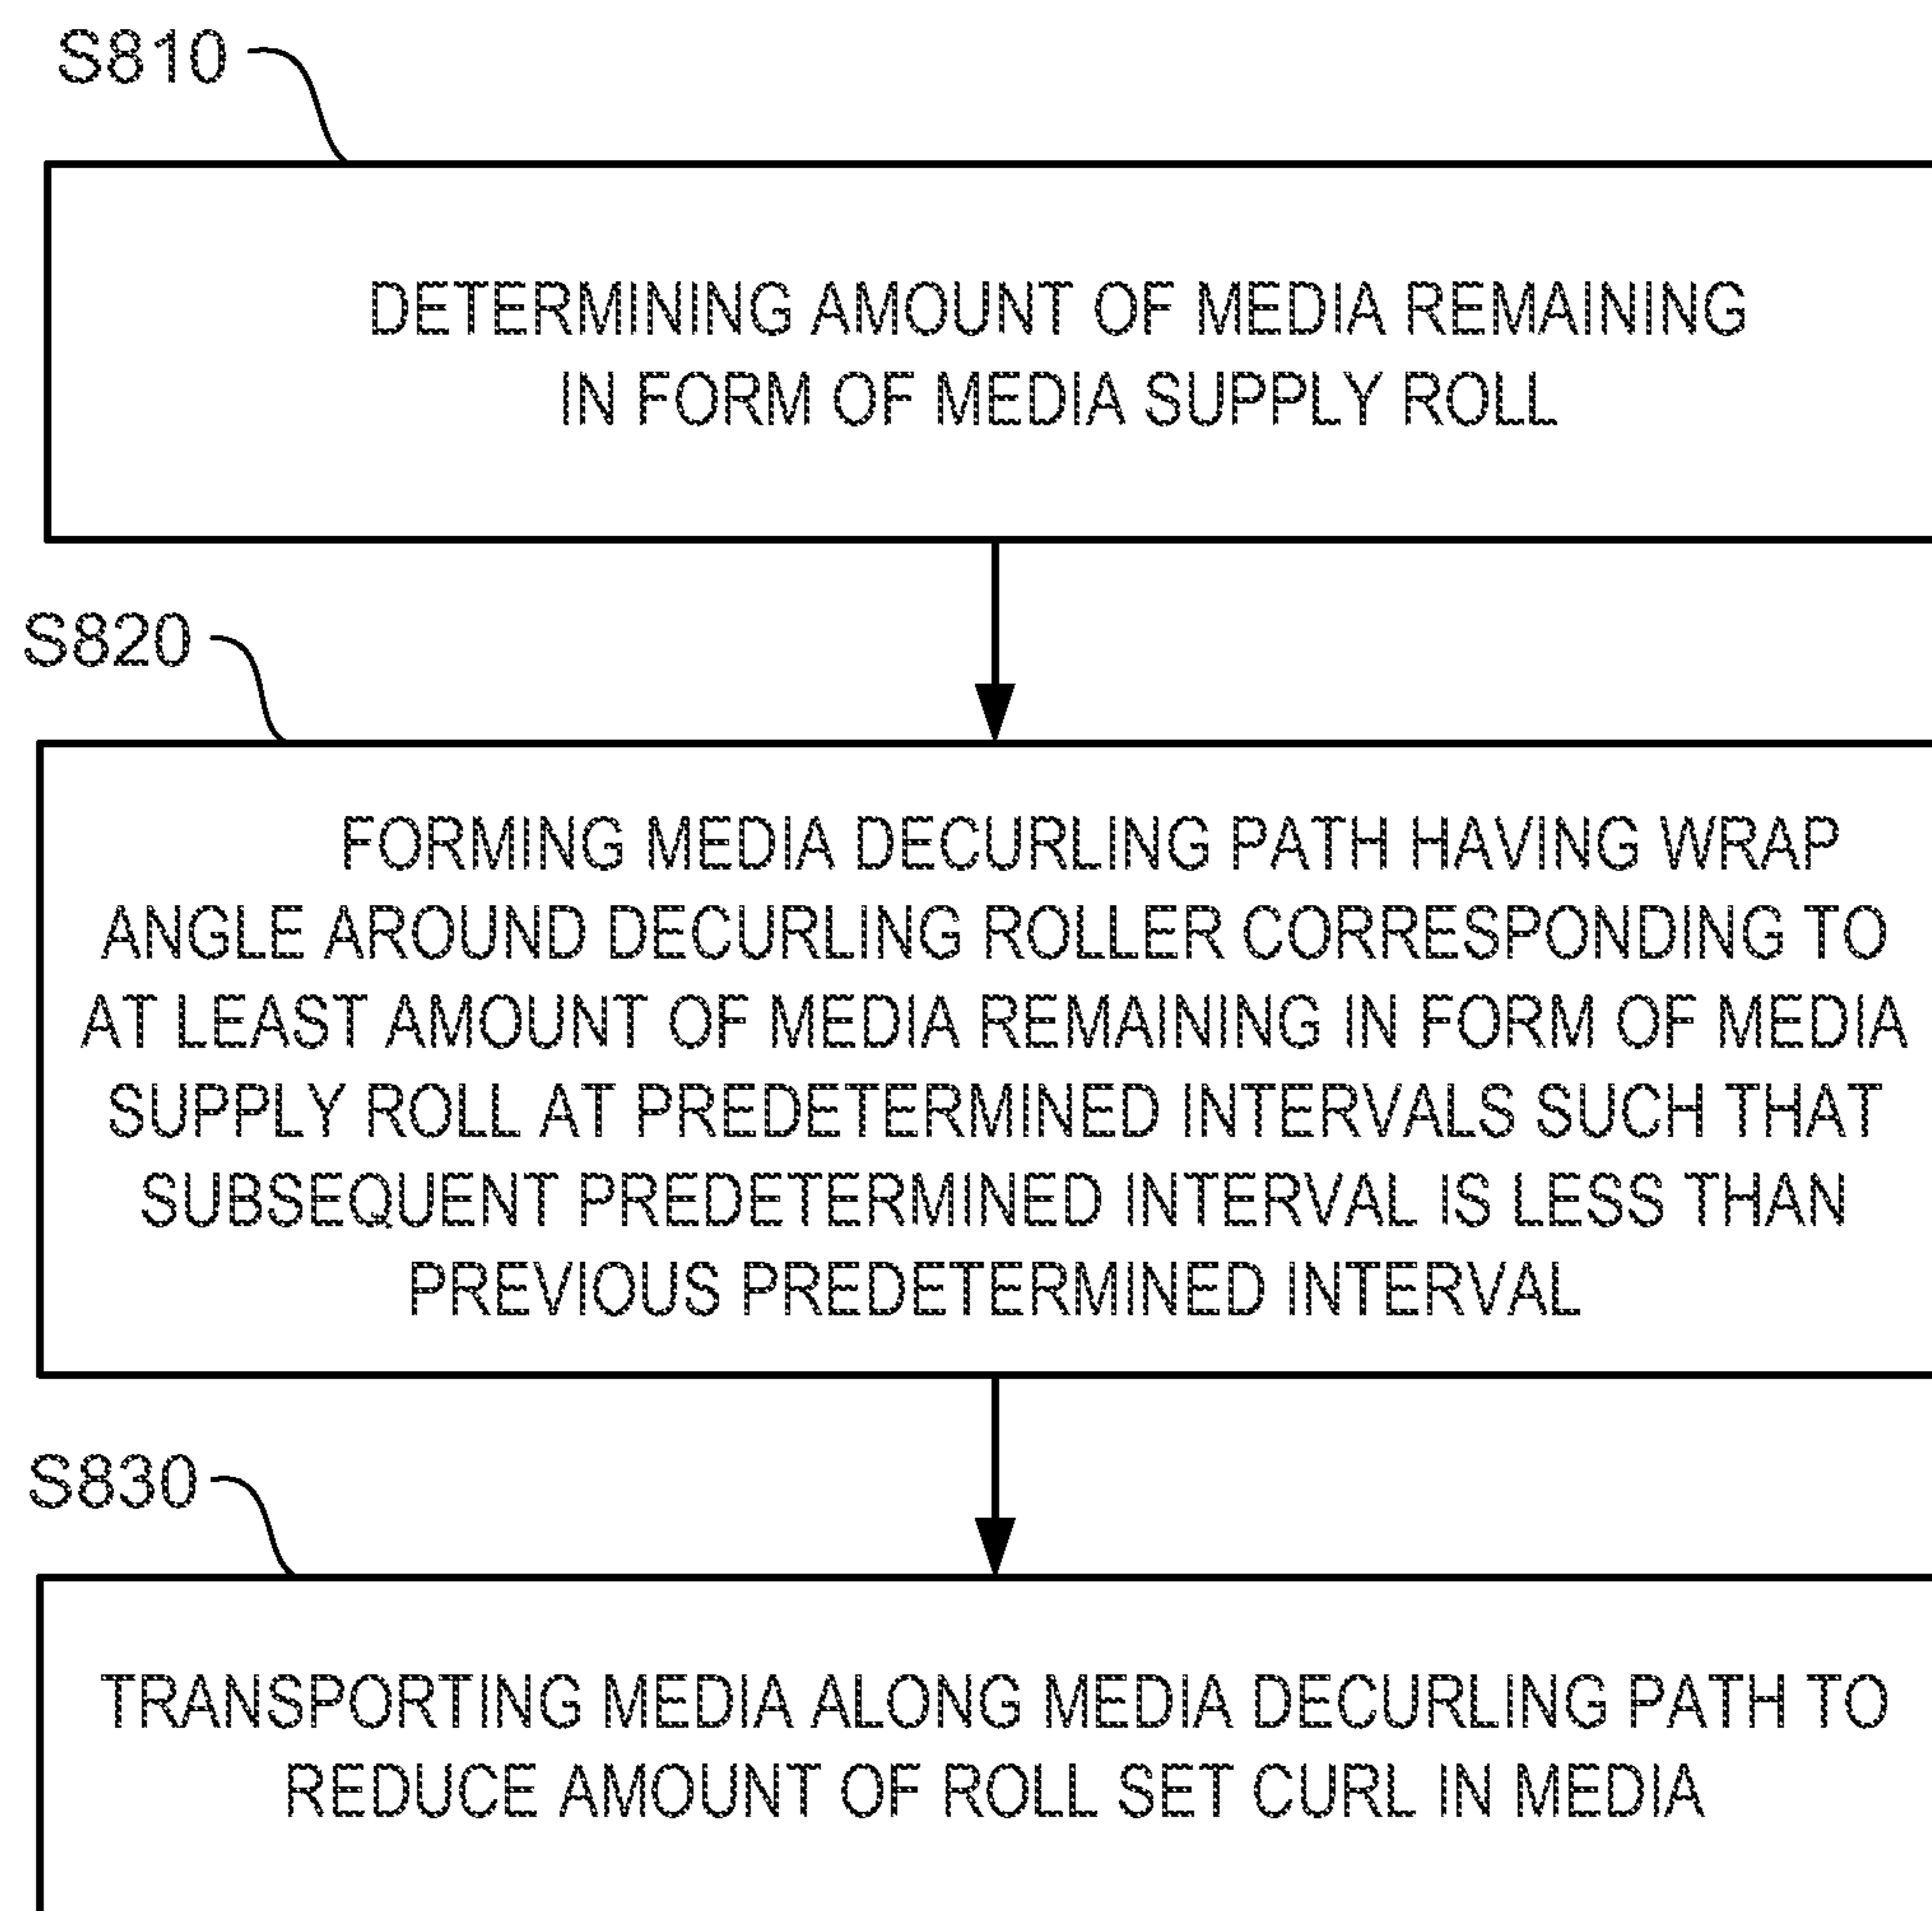 S810
DETERMINING AMOUNT OF MEDIA REMAINING
IN FORM OF MEDIA SUPPLY ROLL
S820
FORMING MEDIA DECURLING PATH HAVING WRAP
ANGLE AROUND DECURLING ROLLER CORRESPONDING TO
AT LEAST AMOUNT OF MEDIA REMAINING IN FORM OF MEDIA
SUPPLY ROLL AT PREDETERMINED INTERVALS SUCH THAT
SUBSEQUENT PREDETERMINED INTERVAL IS LESS THAN
PREVIOUS PREDETERMINED INTERVAL
S830
TRANSPORTING MEDIA ALONG MEDIA DECURLING PATH TO
REDUCE AMOUNT OF ROLL SET CURL IN MEDIA